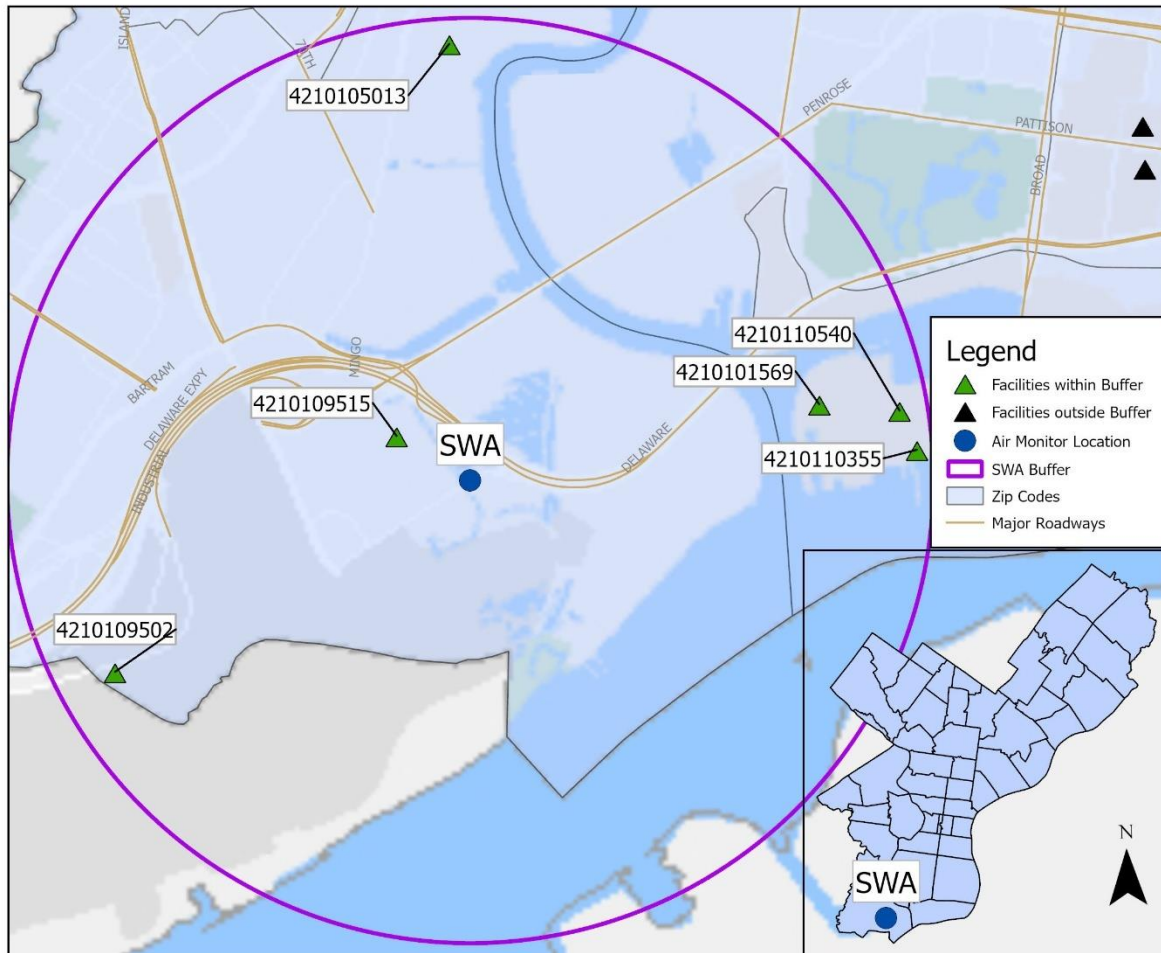 ISLAND
74TH
4210105013
PENROSE
PATTISON
BROAD
4210110540
4210101569
BARTRAM
DELAWARE EXPY
MINGO
4210109515
SWA
DELAWARE
4210110355
INDUSTRIAL
4210109502
Legend
Facilities within Buffer
Facilities outside Buffer
Air Monitor Location
SWA Buffer
Zip Codes
Major Roadways
SWA
N